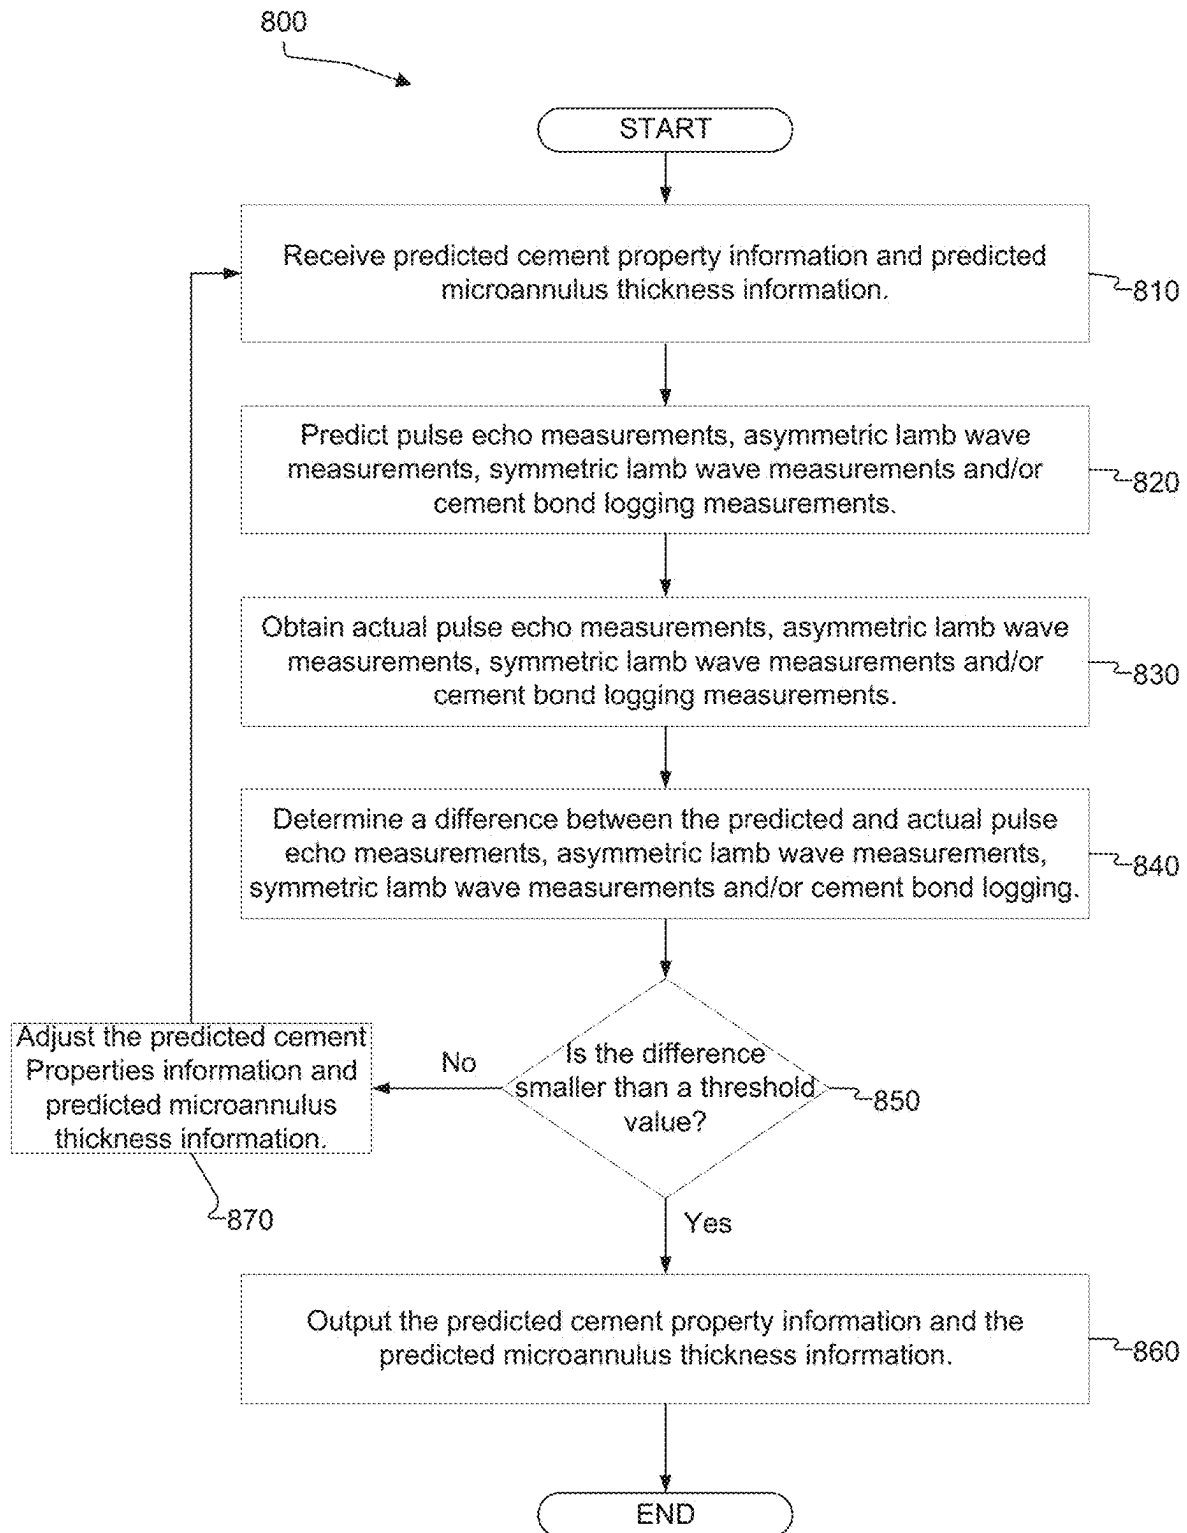 800
START
Receive predicted cement property information and predicted
microannulus thickness information.
810
Predict pulse echo measurements, asymmetric lamb wave
measurements, symmetric lamb wave measurements and/or
cement bond logging measurements.
820
Obtain actual pulse echo measurements, asymmetric lamb wave
measurements, symmetric lamb wave measurements and/or
cement bond logging measurements.
830
Determine a difference between the predicted and actual pulse
echo measurements, asymmetric lamb wave measurements,
symmetric lamb wave measurements and/or cement bond logging.
840
Is the difference
smaller than a threshold
value?
850
No
Adjust the predicted cement
Properties information and
predicted microannulus
thickness information.
870
Yes
Output the predicted cement property information and the
predicted microannulus thickness information.
860
END